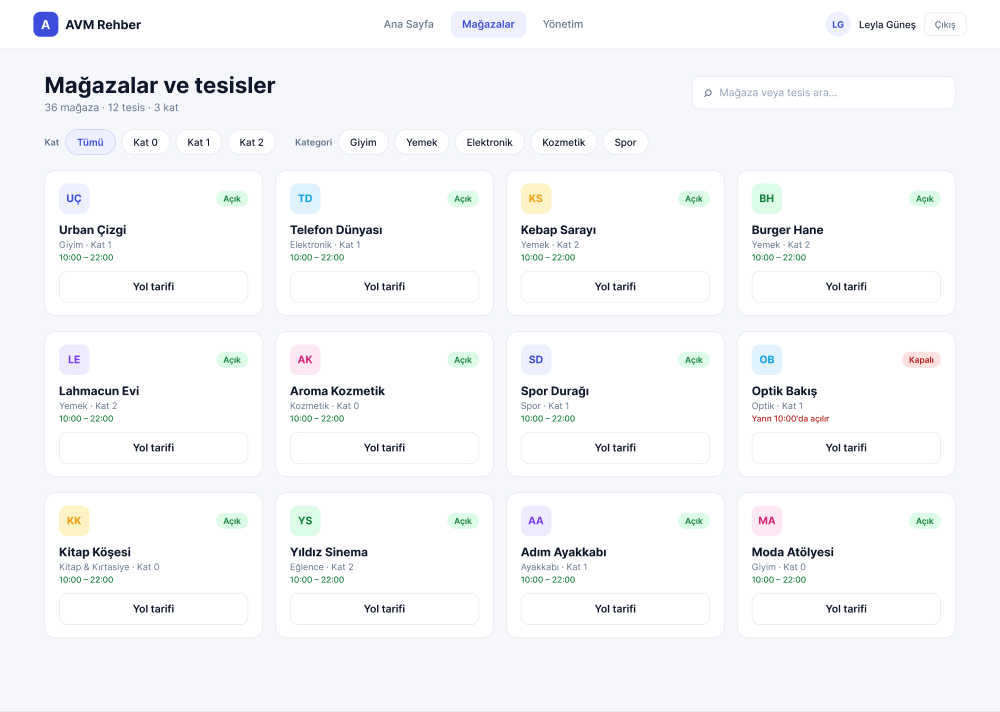 A AVM Rehber Ana Sayfa Mağazalar Yönetim LG Leyla Güneş Çıkış
Mağazalar ve tesisler
36 mağaza · 12 tesis · 3 kat
Mağaza veya tesis ara...
Kat Tümü Kat 0 Kat 1 Kat 2 Kategori Giyim Yemek Elektronik Kozmetik Spor
UÇ Açık
Urban Çizgi
Giyim · Kat 1
10:00 – 22:00
Yol tarifi
TD Açık
Telefon Dünyası
Elektronik · Kat 1
10:00 – 22:00
Yol tarifi
KS Açık
Kebap Sarayı
Yemek · Kat 2
10:00 – 22:00
Yol tarifi
BH Açık
Burger Hane
Yemek · Kat 2
10:00 – 22:00
Yol tarifi
LE Açık
Lahmacun Evi
Yemek · Kat 2
10:00 – 22:00
Yol tarifi
AK Açık
Aroma Kozmetik
Kozmetik · Kat 0
10:00 – 22:00
Yol tarifi
SD Açık
Spor Durağı
Spor · Kat 1
10:00 – 22:00
Yol tarifi
OB Kapalı
Optik Bakış
Optik · Kat 1
Yarın 10:00'da açılır
Yol tarifi
KK Açık
Kitap Köşesi
Kitap & Kırtasiye · Kat 0
10:00 – 22:00
Yol tarifi
YS Açık
Yıldız Sinema
Eğlence · Kat 2
10:00 – 22:00
Yol tarifi
AA Açık
Adım Ayakkabı
Ayakkabı · Kat 1
10:00 – 22:00
Yol tarifi
MA Açık
Moda Atölyesi
Giyim · Kat 0
10:00 – 22:00
Yol tarifi